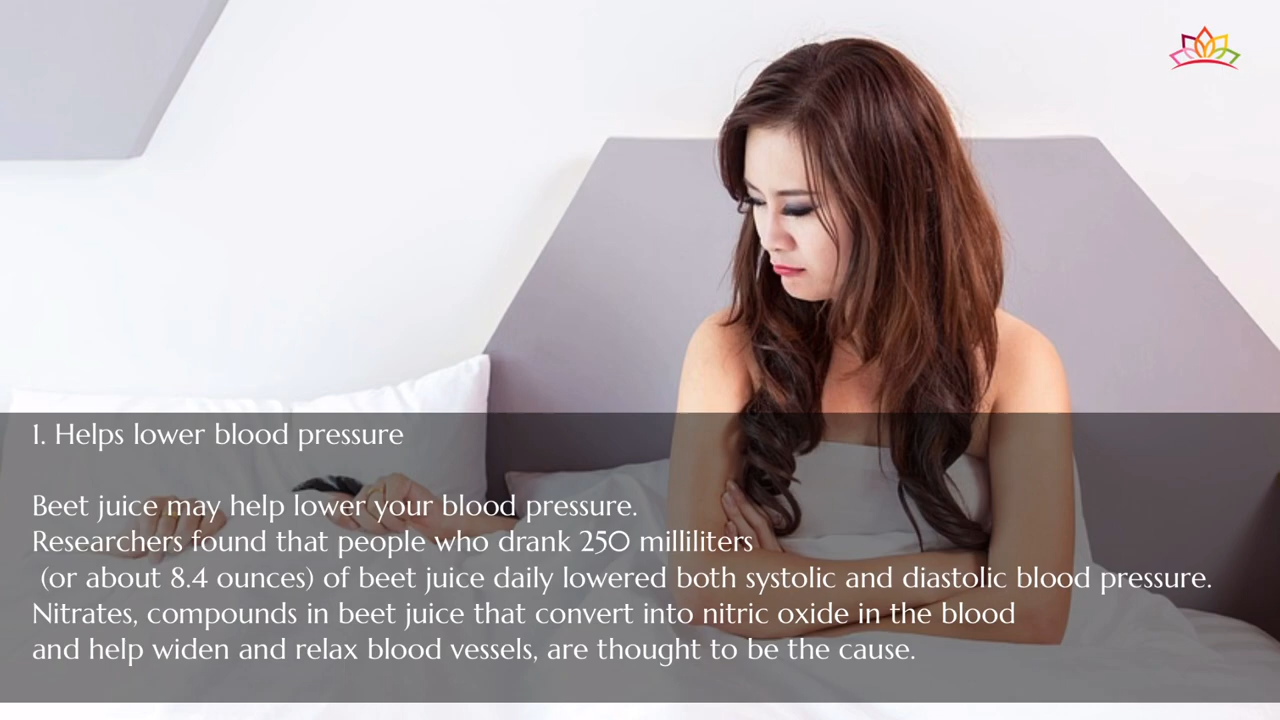 1. Helps lower blood pressure
Beet juice may help lower your blood pressure.
Researchers found that people who drank 250 milliliters
(or about 8.4 ounces) of beet juice daily lowered both systolic and diastolic blood pressure.
Nitrates, compounds in beet juice that convert into nitric oxide in the blood
and help widen and relax blood vessels, are thought to be the cause.